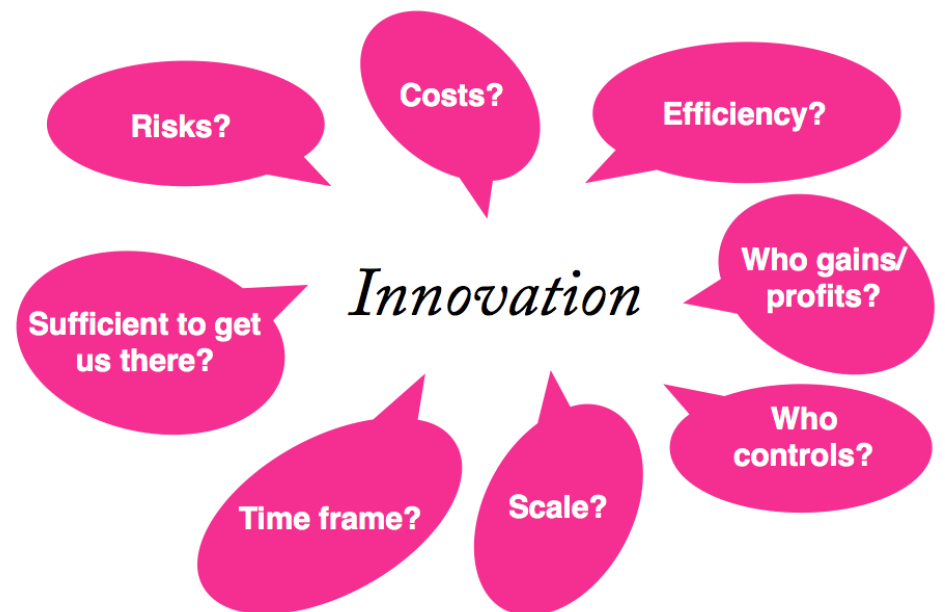 Costs?
Risks?
Efficiency?
Who gains/
profits?
Innovation
Sufficient to get
us there?
Who
controls?
Time frame?
Scale?